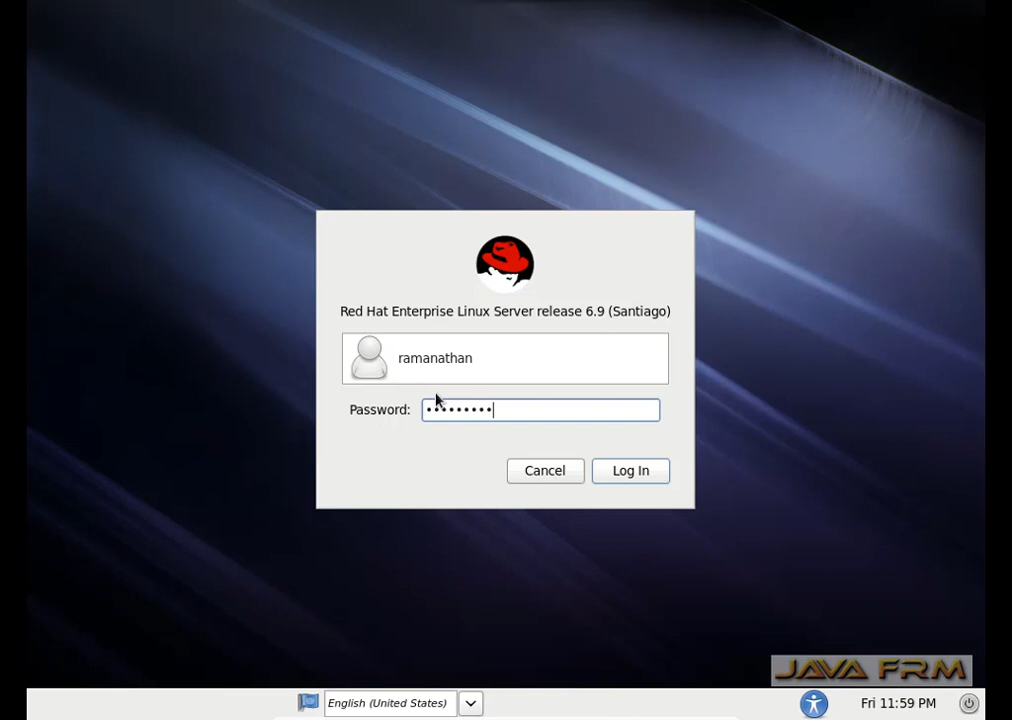 Red Hat Enterprise Linux Server release 6.9 (Santiago)
ramanathan
Password: •••••••••
Cancel Log In
JAVA FRM
English (United States) Fri 11:59 PM